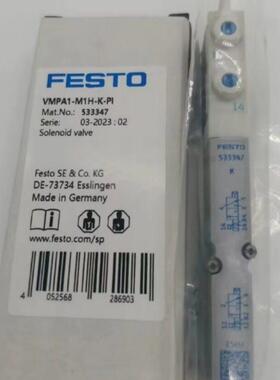 FESTO
VMPA1-M1H-K-PI
Mat.No.: 533347
Serie: 03-2023 : 02
Solenoid valve
Festo SE & Co. KG
DE-73734 Esslingen
Made in Germany
www.festo.com/sp
4 052568 286903
14
FESTO
533347
K